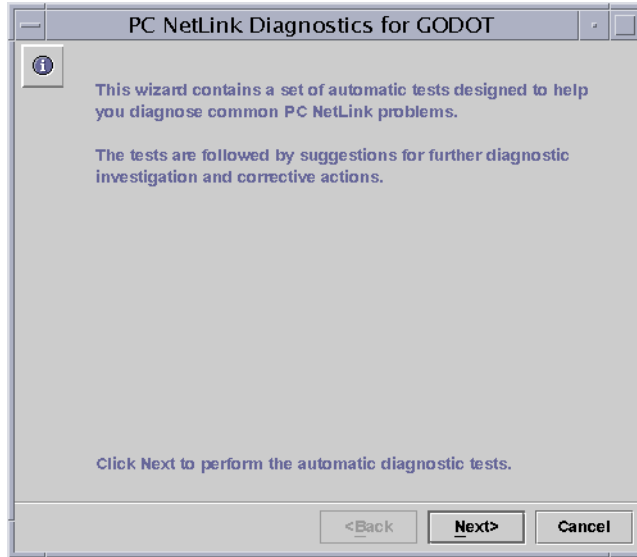 PC NetLink Diagnostics for GODOT
This wizard contains a set of automatic tests designed to help
you diagnose common PC NetLink problems.
The tests are followed by suggestions for further diagnostic
investigation and corrective actions.
Click Next to perform the automatic diagnostic tests.
<Back Next> Cancel